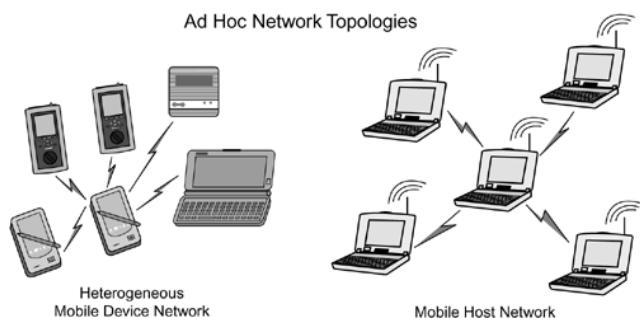 Ad Hoc Network Topologies
Heterogeneous
Mobile Device Network
Mobile Host Network